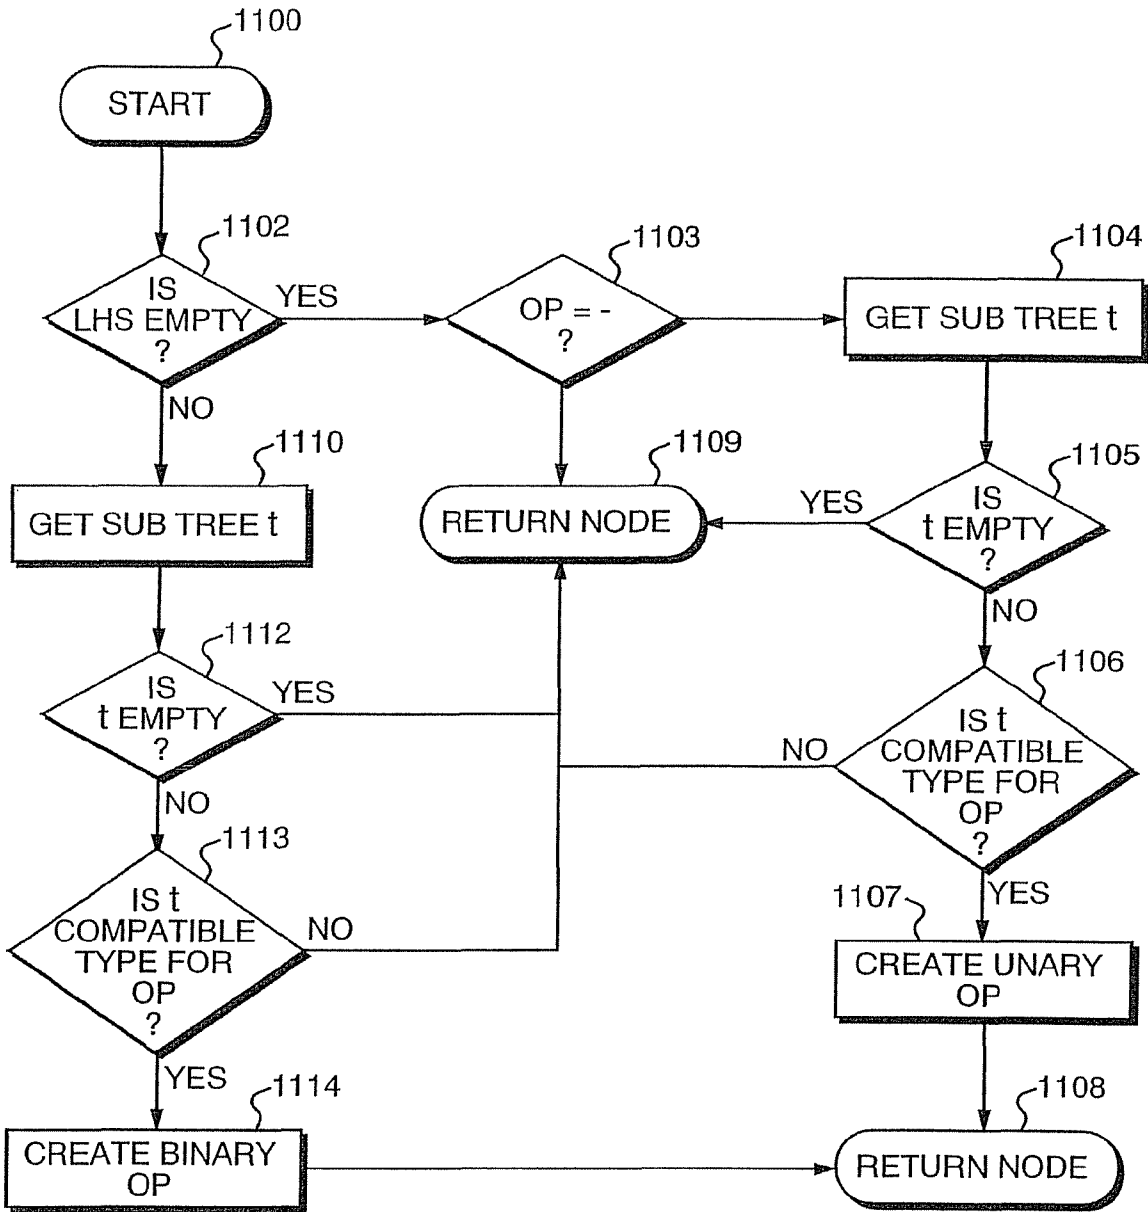 1100
START
1102
IS
LHS EMPTY
?
YES
NO
1103
OP = -
?
1104
GET SUB TREE t
1110
GET SUB TREE t
1109
RETURN NODE
1105
IS
t EMPTY
?
YES
NO
1112
IS
t EMPTY
?
YES
NO
1106
IS t
COMPATIBLE
TYPE FOR
OP
?
NO
YES
1113
IS t
COMPATIBLE
TYPE FOR
OP
?
NO
YES
1107
CREATE UNARY
OP
1114
CREATE BINARY
OP
1108
RETURN NODE